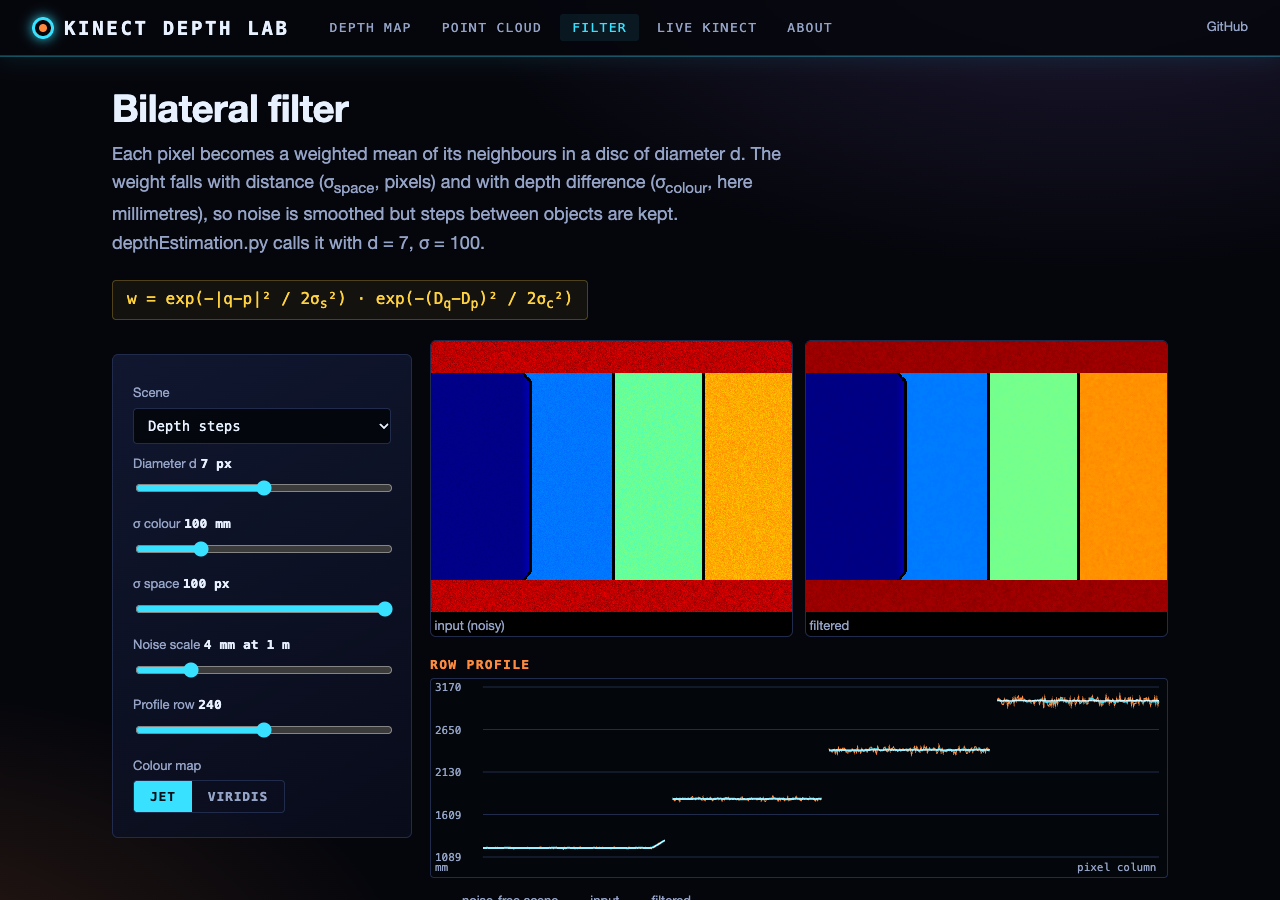 KINECT DEPTH LAB
DEPTH MAP
POINT CLOUD
FILTER
LIVE KINECT
ABOUT
GitHub
Bilateral filter
Each pixel becomes a weighted mean of its neighbours in a disc of diameter d. The
weight falls with distance (σspace, pixels) and with depth difference (σcolour, here
millimetres), so noise is smoothed but steps between objects are kept.
depthEstimation.py calls it with d = 7, σ = 100.
w = exp(−|q−p|² / 2σs²) · exp(−(Dq−Dp)² / 2σc²)
Scene
Depth steps
Diameter d 7 px
σ colour 100 mm
σ space 100 px
Noise scale 4 mm at 1 m
Profile row 240
Colour map
JET
VIRIDIS
input (noisy)
filtered
ROW PROFILE
3170
2650
2130
1609
1089
mm
pixel column
noise-free scene
input
filtered